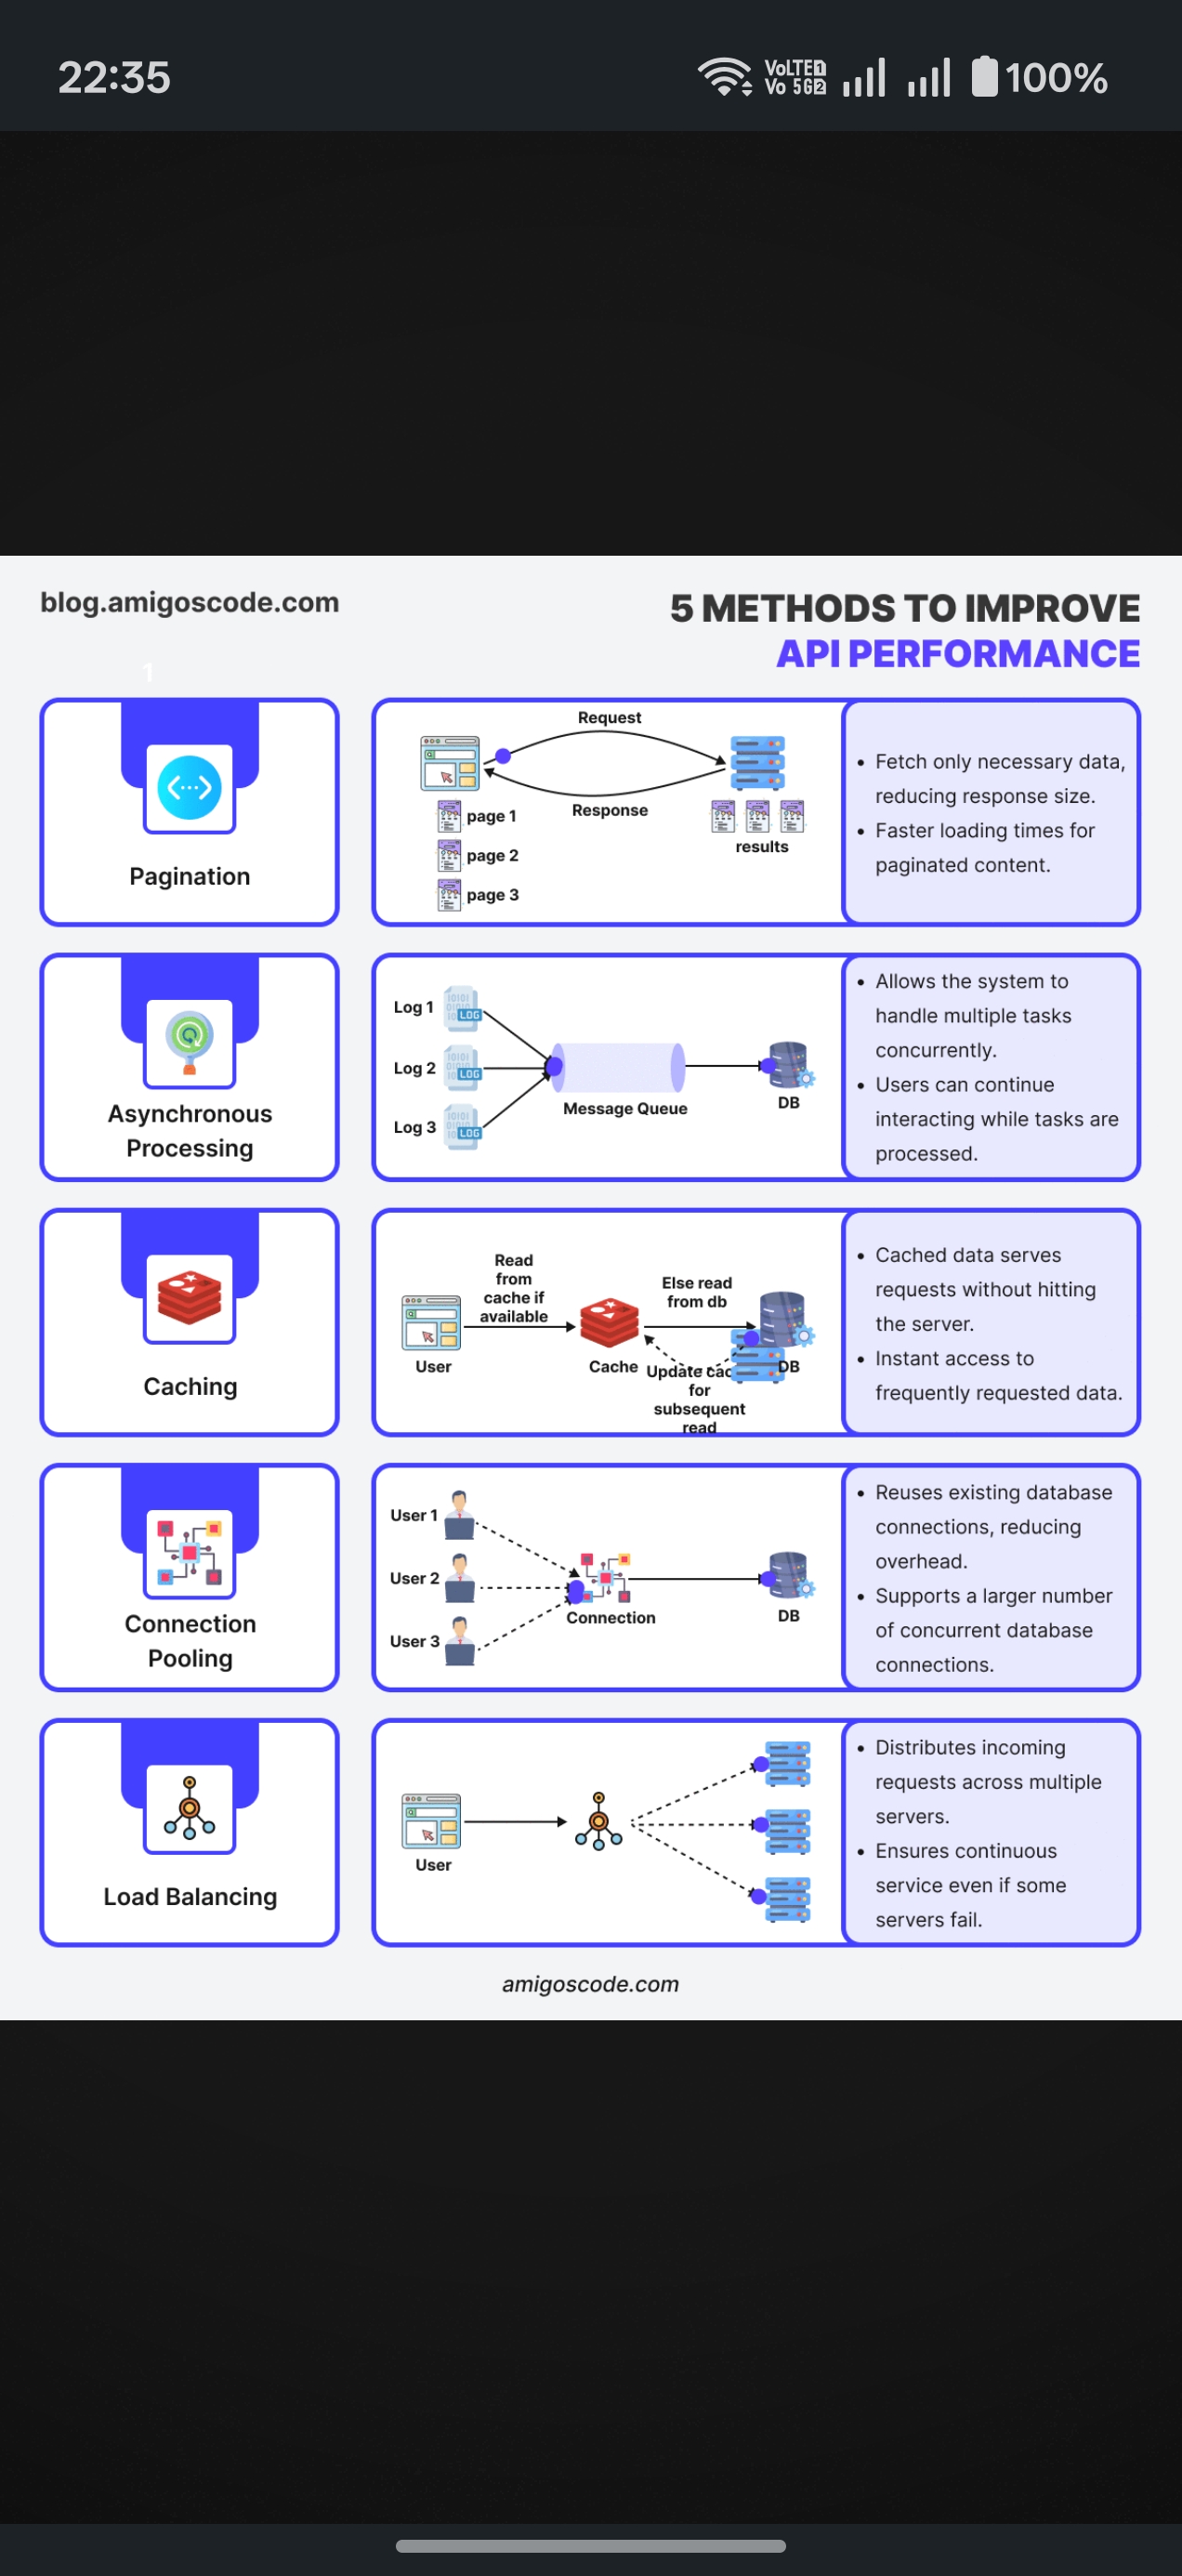 22:35
VoLTE1
Vo 5G2
100%
blog.amigoscode.com
5 METHODS TO IMPROVE
API PERFORMANCE
1
Pagination
Request
Response
page 1
page 2
page 3
results
• Fetch only necessary data,
reducing response size.
• Faster loading times for
paginated content.
Asynchronous
Processing
Log 1
LOG
Log 2
LOG
Log 3
LOG
Message Queue
DB
• Allows the system to
handle multiple tasks
concurrently.
• Users can continue
interacting while tasks are
processed.
Caching
Read
from
cache if
available
Else read
from db
User
Cache
DB
Update cac
for
subsequent
read
• Cached data serves
requests without hitting
the server.
• Instant access to
frequently requested data.
Connection
Pooling
User 1
User 2
User 3
Connection
DB
• Reuses existing database
connections, reducing
overhead.
• Supports a larger number
of concurrent database
connections.
Load Balancing
User
• Distributes incoming
requests across multiple
servers.
• Ensures continuous
service even if some
servers fail.
amigoscode.com